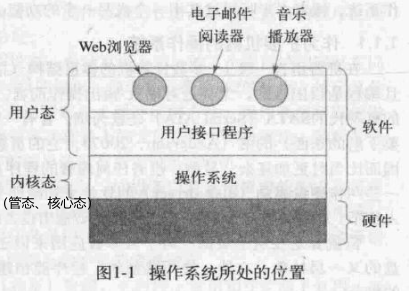 电子邮件 音乐
Web浏览器 阅读器 播放器
用户态
用户接口程序
软件
内核态
操作系统
(管态、核心态)
硬件
图1-1 操作系统所处的位置